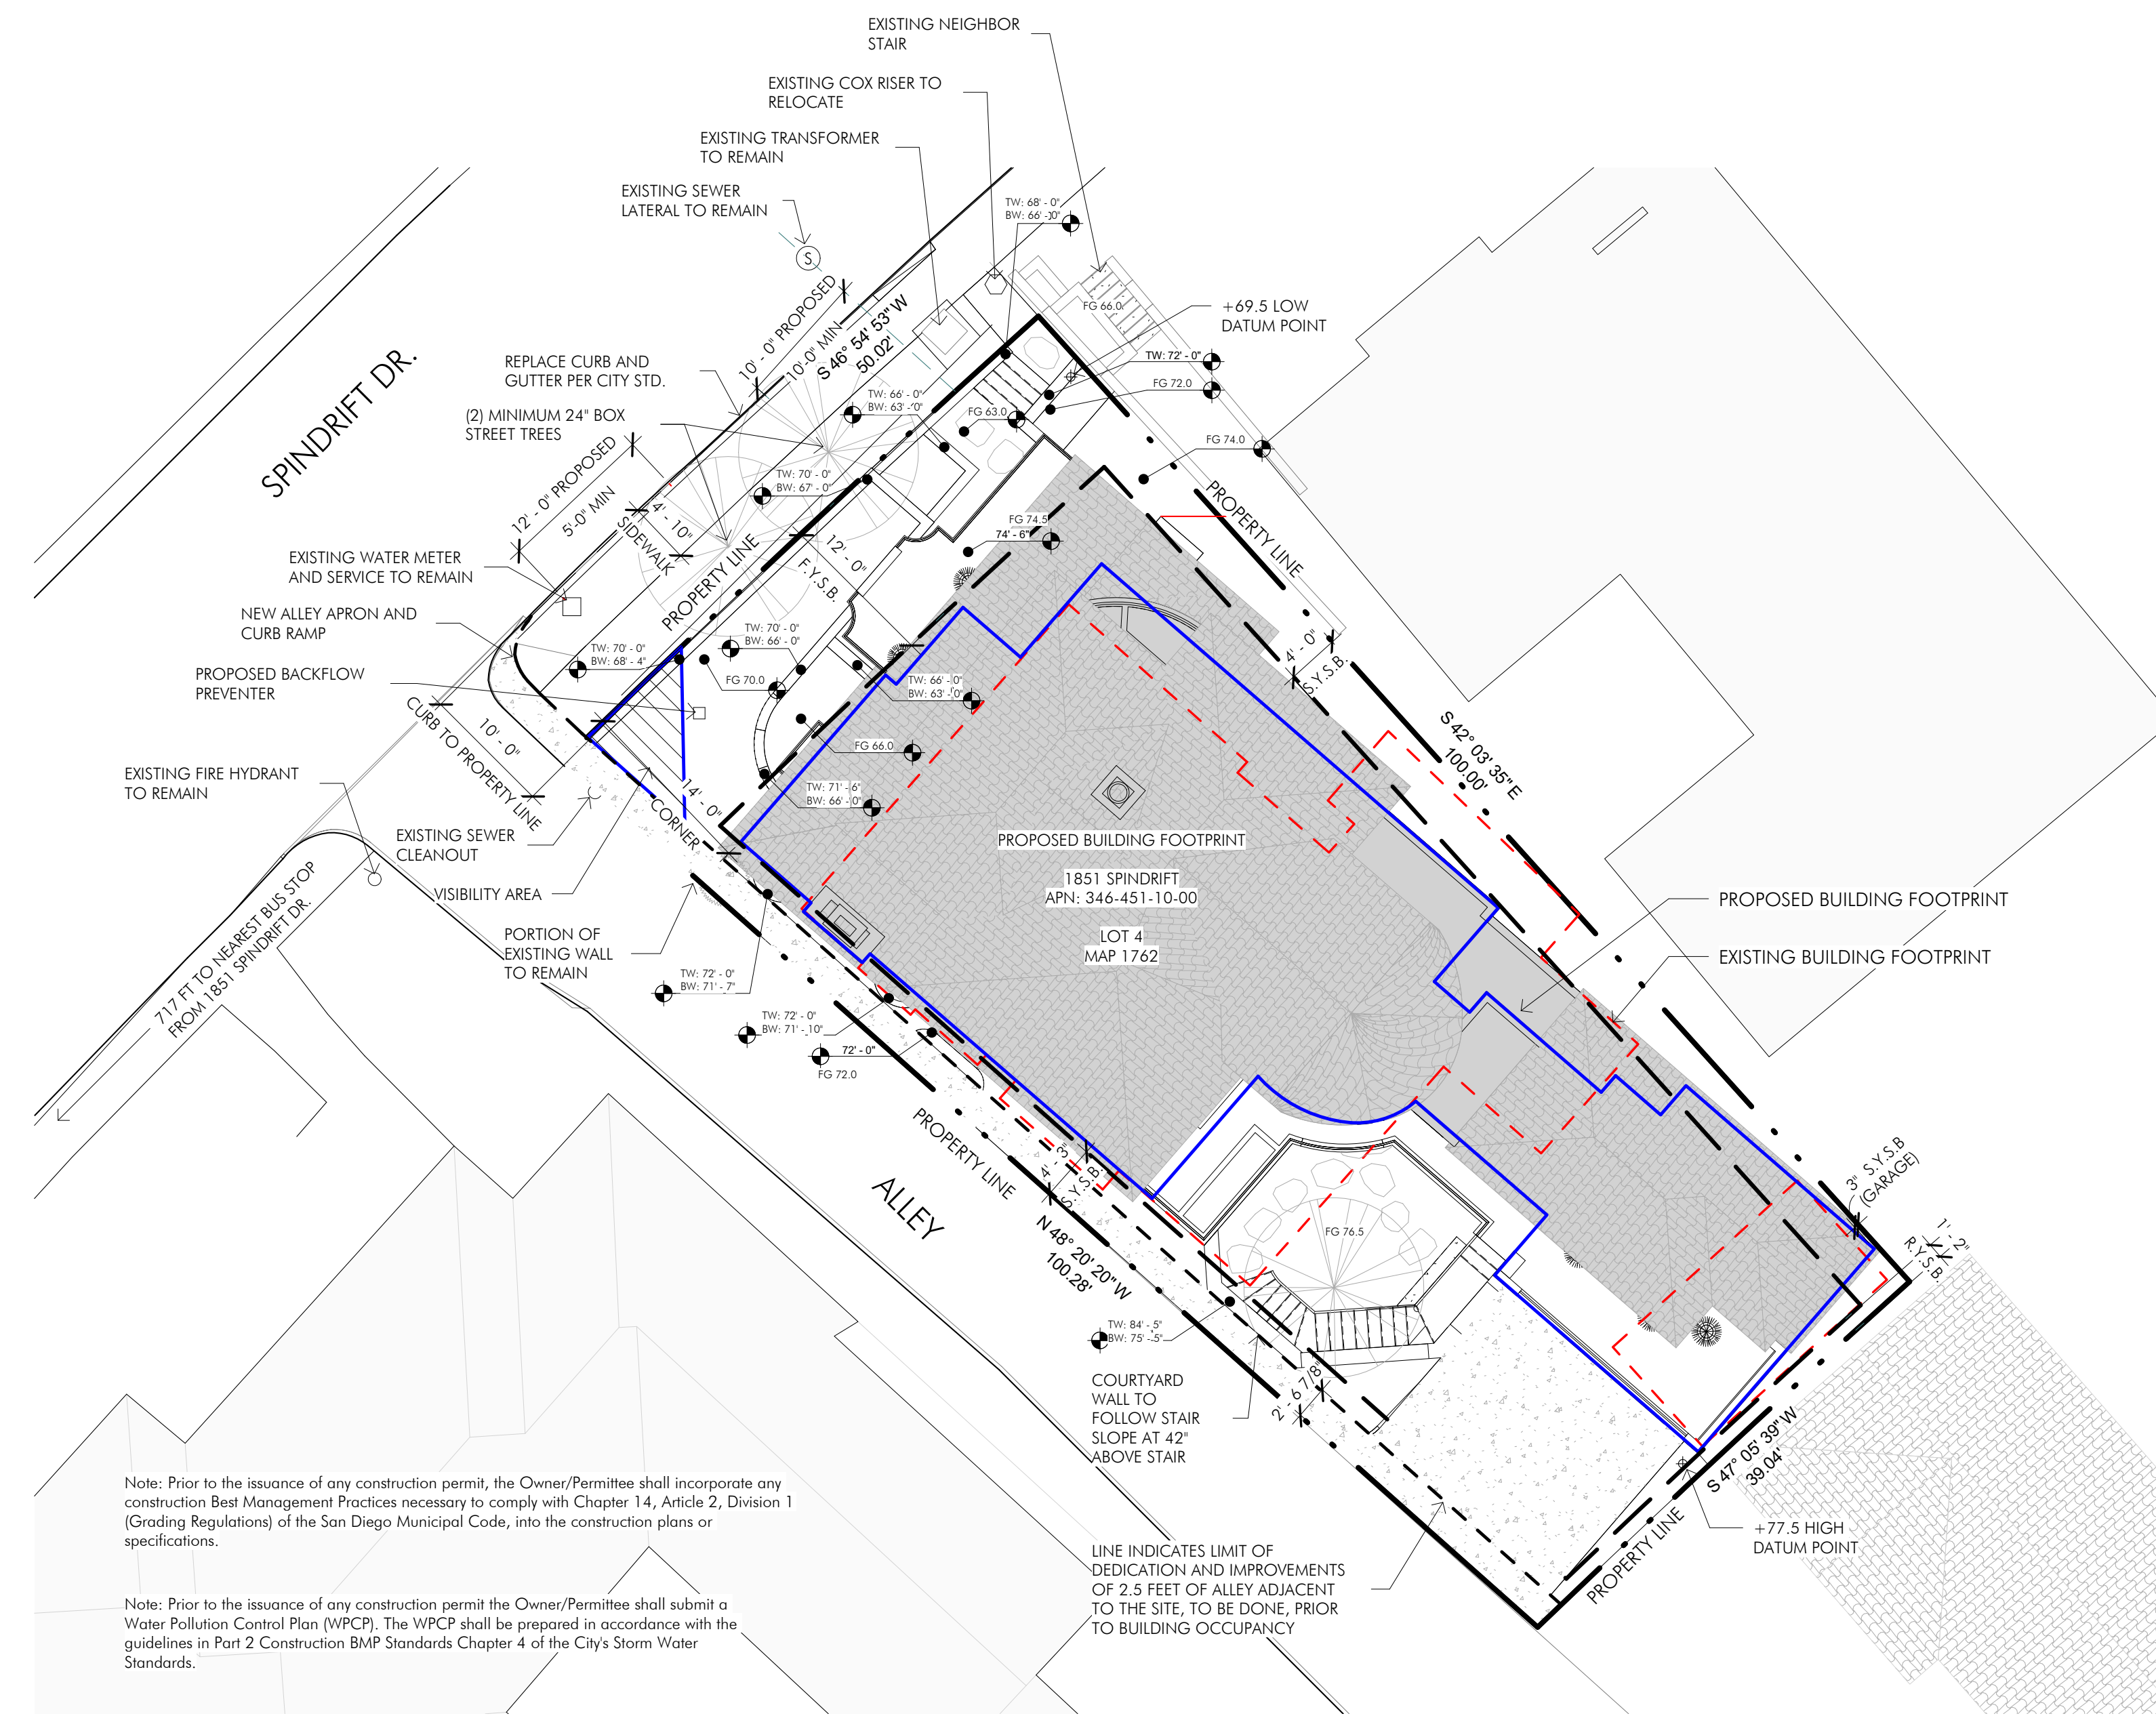 EXISTING NEIGHBOR
STAIR
EXISTING COX RISER TO
RELOCATE
EXISTING TRANSFORMER
TO REMAIN
EXISTING SEWER
LATERAL TO REMAIN
S
TW: 68' - 0"
BW: 66' - 0"
FG 66.0
+69.5 LOW
DATUM POINT
10' - 0" PROPOSED
10'-0" MIN
S 46° 54' 53" W
50.02'
TW: 72' - 0"
FG 72.0
SPINDRIFT DR.
REPLACE CURB AND
GUTTER PER CITY STD.
(2) MINIMUM 24" BOX
STREET TREES
TW: 66' - 0"
BW: 63' - 0"
FG 63.0
FG 74.0
12' - 0" PROPOSED
5'-0" MIN
SIDEWALK
4' - 10"
TW: 70' - 0"
BW: 67' - 0"
FG 74.5
74' - 6"
PROPERTY LINE
PROPERTY LINE
12' - 0"
F.Y.S.B.
EXISTING WATER METER
AND SERVICE TO REMAIN
NEW ALLEY APRON AND
CURB RAMP
PROPOSED BACKFLOW
PREVENTER
TW: 70' - 0"
BW: 68' - 4"
TW: 70' - 0"
BW: 66' - 0"
FG 70.0
TW: 66' - 0"
BW: 63' - 0"
4' - 0"
S.Y.S.B.
CURB TO PROPERTY LINE
10' - 0"
FG 66.0
S 42° 03' 35" E
100.00'
EXISTING FIRE HYDRANT
TO REMAIN
TW: 71' - 6"
BW: 66' - 0"
14' - 0"
CORNER
EXISTING SEWER
CLEANOUT
VISIBILITY AREA
PROPOSED BUILDING FOOTPRINT
1851 SPINDRIFT
APN: 346-451-10-00
LOT 4
MAP 1762
PROPOSED BUILDING FOOTPRINT
EXISTING BUILDING FOOTPRINT
717 FT TO NEAREST BUS STOP
FROM 1851 SPINDRIFT DR.
PORTION OF
EXISTING WALL
TO REMAIN
TW: 72' - 0"
BW: 71' - 7"
TW: 72' - 0"
BW: 71' - 10"
72' - 0"
FG 72.0
PROPERTY LINE
4' - 3"
S.Y.S.B.
ALLEY
N 48° 20' 20" W
100.28'
FG 76.5
3" S.Y.S.B
(GARAGE)
1' - 2"
R.Y.S.B.
TW: 84' - 5"
BW: 75' - 5"
2' - 6 7/8"
COURTYARD
WALL TO
FOLLOW STAIR
SLOPE AT 42"
ABOVE STAIR
S 47° 05' 39" W
39.04'
PROPERTY LINE
+77.5 HIGH
DATUM POINT
LINE INDICATES LIMIT OF
DEDICATION AND IMPROVEMENTS
OF 2.5 FEET OF ALLEY ADJACENT
TO THE SITE, TO BE DONE, PRIOR
TO BUILDING OCCUPANCY
Note: Prior to the issuance of any construction permit, the Owner/Permittee shall incorporate any
construction Best Management Practices necessary to comply with Chapter 14, Article 2, Division 1
(Grading Regulations) of the San Diego Municipal Code, into the construction plans or
specifications.
Note: Prior to the issuance of any construction permit the Owner/Permittee shall submit a
Water Pollution Control Plan (WPCP). The WPCP shall be prepared in accordance with the
guidelines in Part 2 Construction BMP Standards Chapter 4 of the City's Storm Water
Standards.